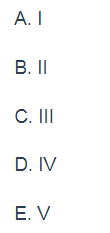 A. I
B. II
C. III
D. IV
E. V